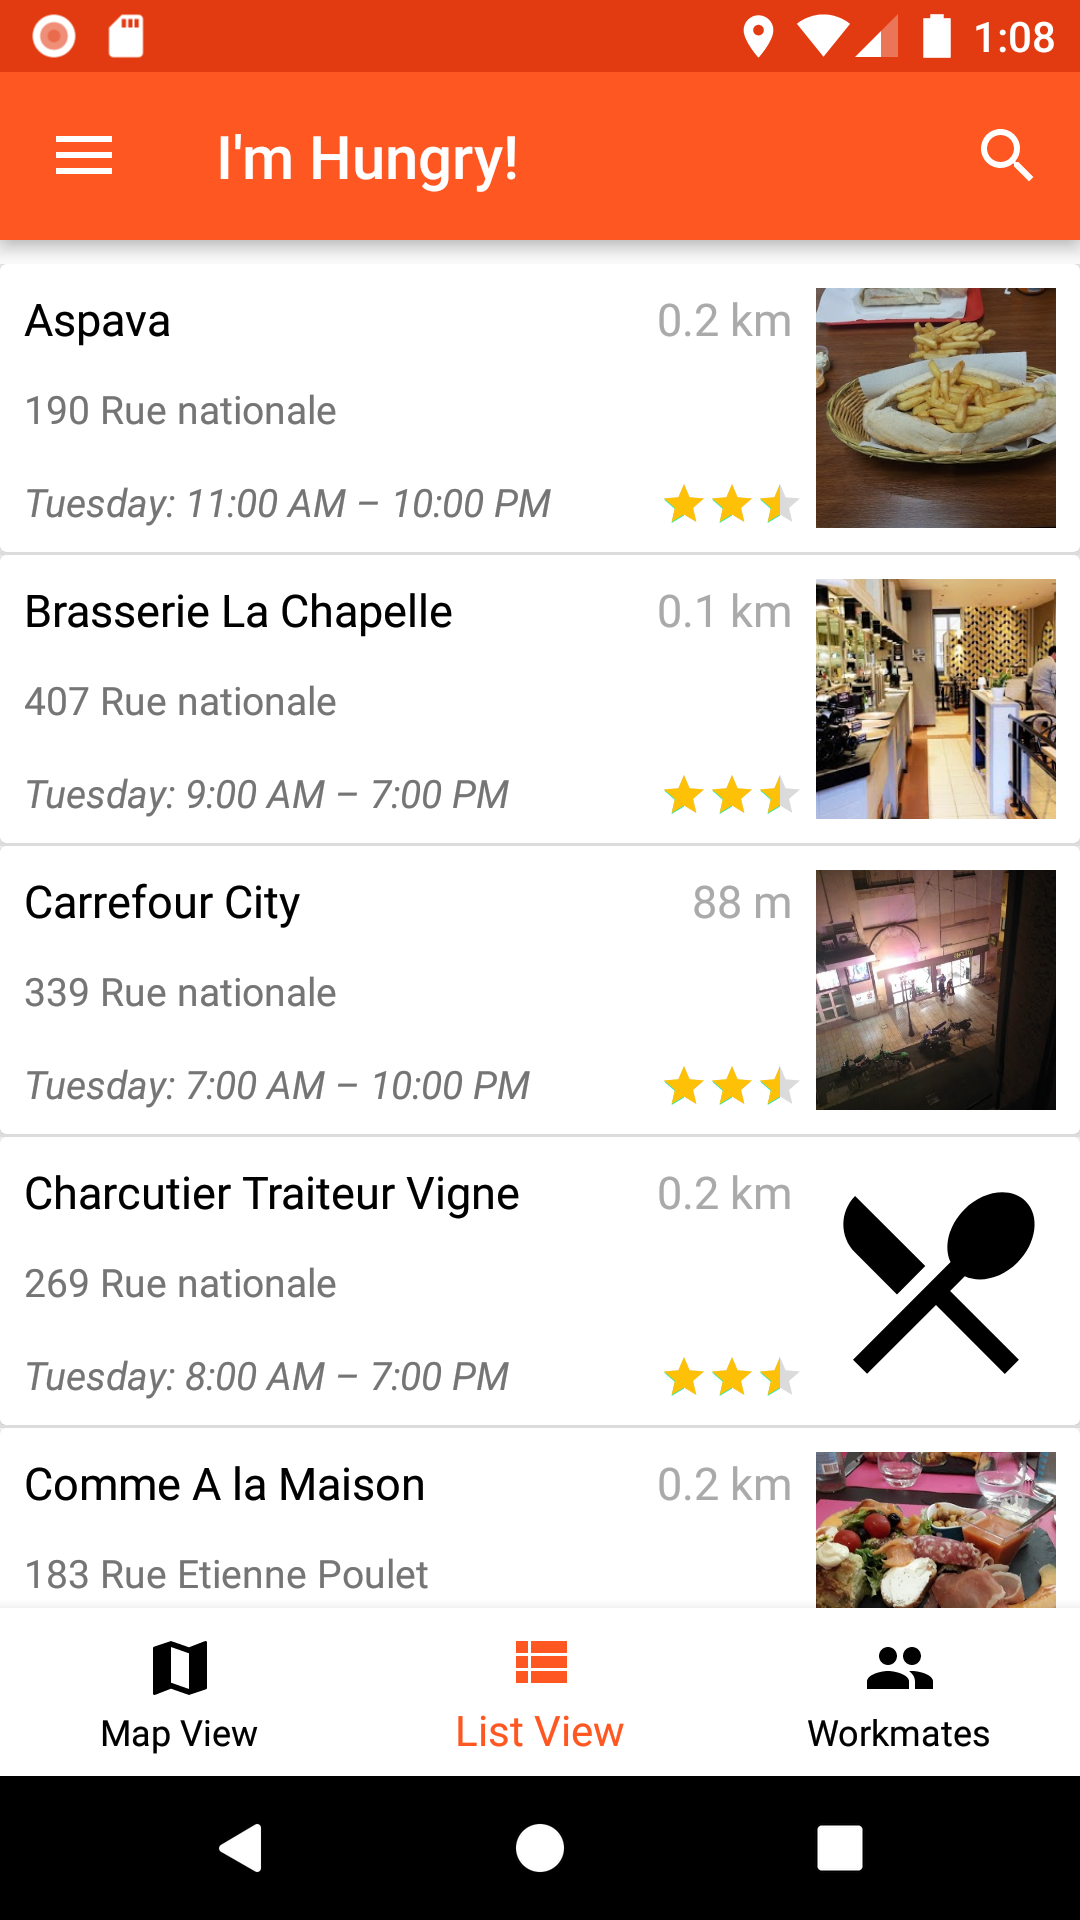 1:08
I'm Hungry!
Aspava
0.2 km
190 Rue nationale
Tuesday: 11:00 AM – 10:00 PM
Brasserie La Chapelle
0.1 km
407 Rue nationale
Tuesday: 9:00 AM – 7:00 PM
Carrefour City
88 m
339 Rue nationale
Tuesday: 7:00 AM – 10:00 PM
Charcutier Traiteur Vigne
0.2 km
269 Rue nationale
Tuesday: 8:00 AM – 7:00 PM
Comme A la Maison
0.2 km
183 Rue Etienne Poulet
Map View
List View
Workmates